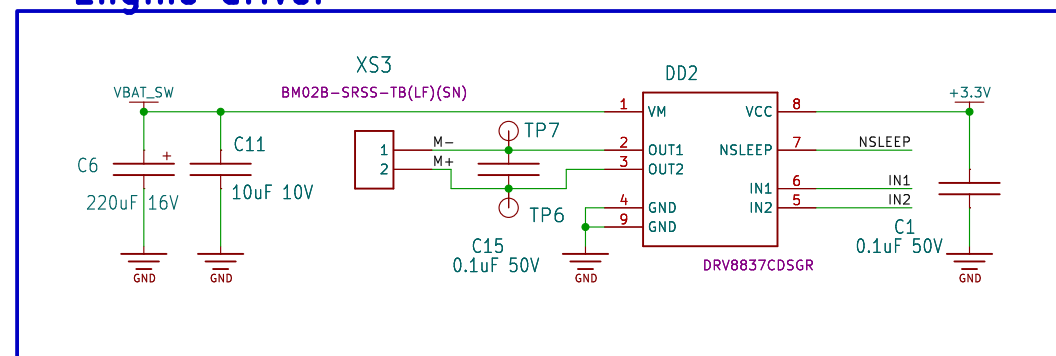 Engine driver
XS3
BM02B-SRSS-TB(LF)(SN)
DD2
VBAT_SW
+3.3V
1 VM VCC 8
C11
TP7
M-
1
2 OUT1 NSLEEP 7
NSLEEP
C6
+
2
M+
3 OUT2
220uF 16V
10uF 10V
IN1 6
IN1
4 GND IN2 5
IN2
TP6
9 GND
C1
0.1uF 50V
C15
0.1uF 50V
DRV8837CDSGR
GND
GND
GND
GND